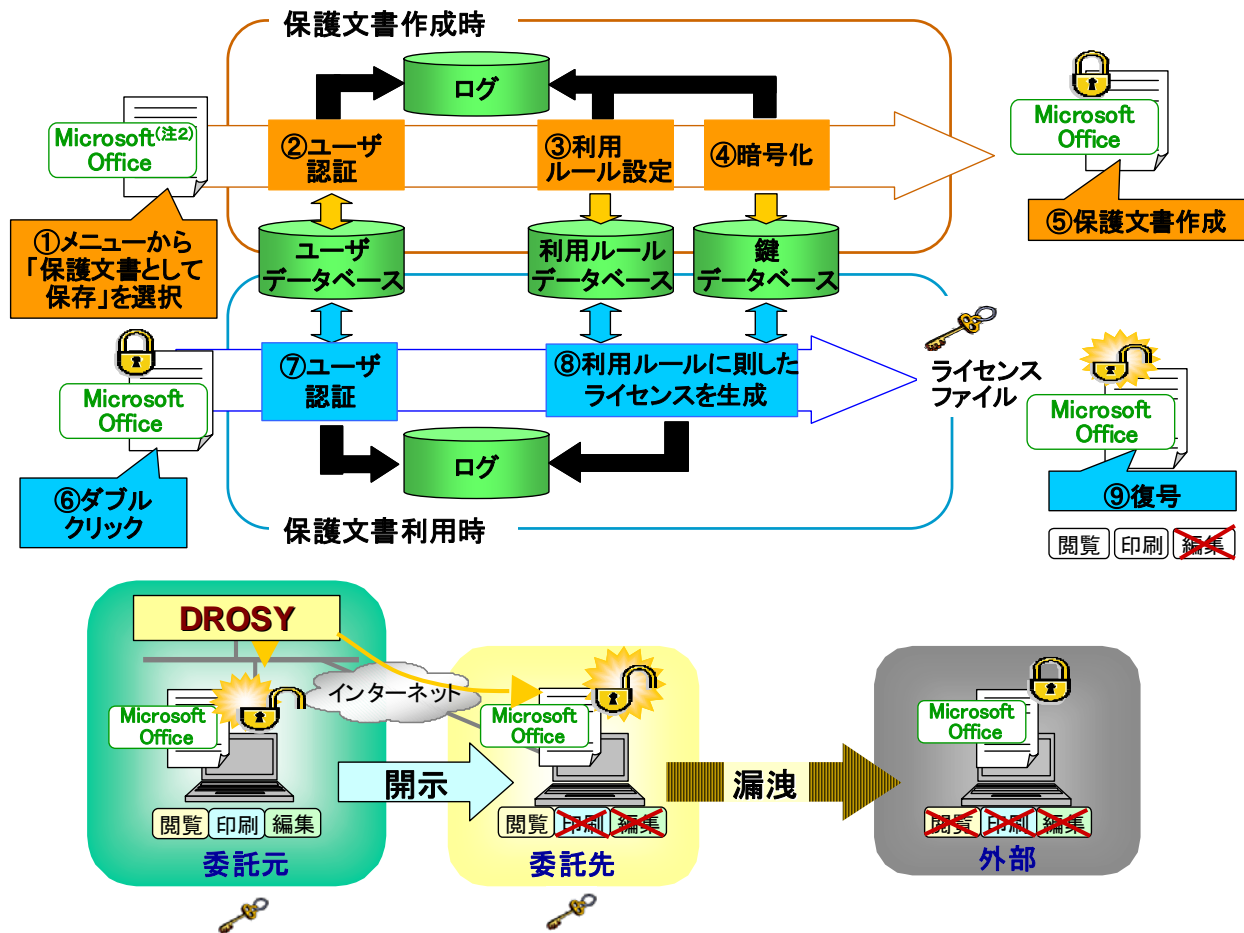 保護文書作成時
ログ
Microsoft(注2)
Office
②ユーザ
認証
③利用
ルール設定
④暗号化
Microsoft
Office
①メニューから
「保護文書として
保存」を選択
⑤保護文書作成
ユーザ
データベース
利用ルール
データベース
鍵
データベース
Microsoft
Office
⑦ユーザ
認証
⑧利用ルールに則した
ライセンスを生成
ライセンス
ファイル
Microsoft
Office
ログ
⑥ダブル
クリック
⑨復号
保護文書利用時
閲覧 印刷 編集
DROSY
インターネット
Microsoft
Office
Microsoft
Office
Microsoft
Office
開示
漏洩
閲覧 印刷 編集
閲覧 印刷 編集
閲覧 印刷 編集
委託元
委託先
外部